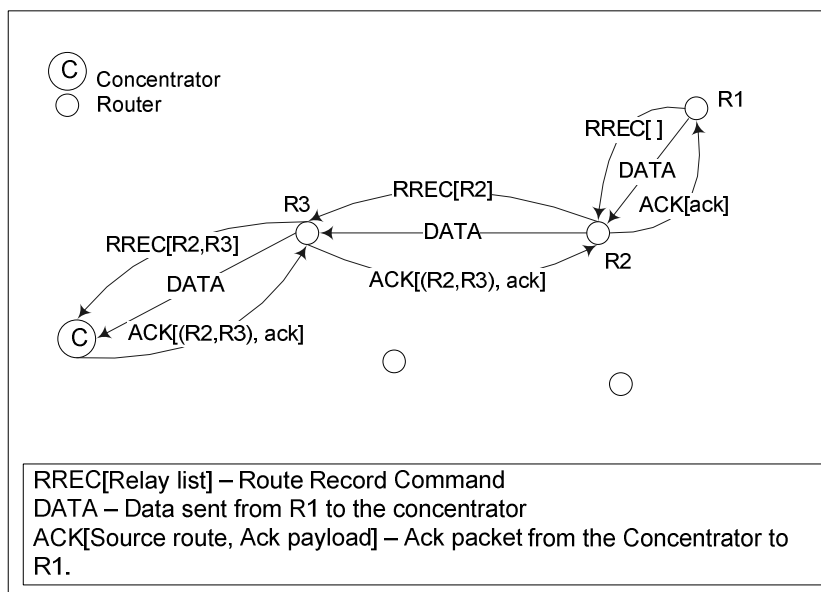 C Concentrator
Router
R1
RREC[ ]
DATA
ACK[ack]
RREC[R2]
R3
DATA
R2
RREC[R2,R3]
ACK[(R2,R3), ack]
DATA
C
ACK[(R2,R3), ack]
RREC[Relay list] – Route Record Command
DATA – Data sent from R1 to the concentrator
ACK[Source route, Ack payload] – Ack packet from the Concentrator to
R1.